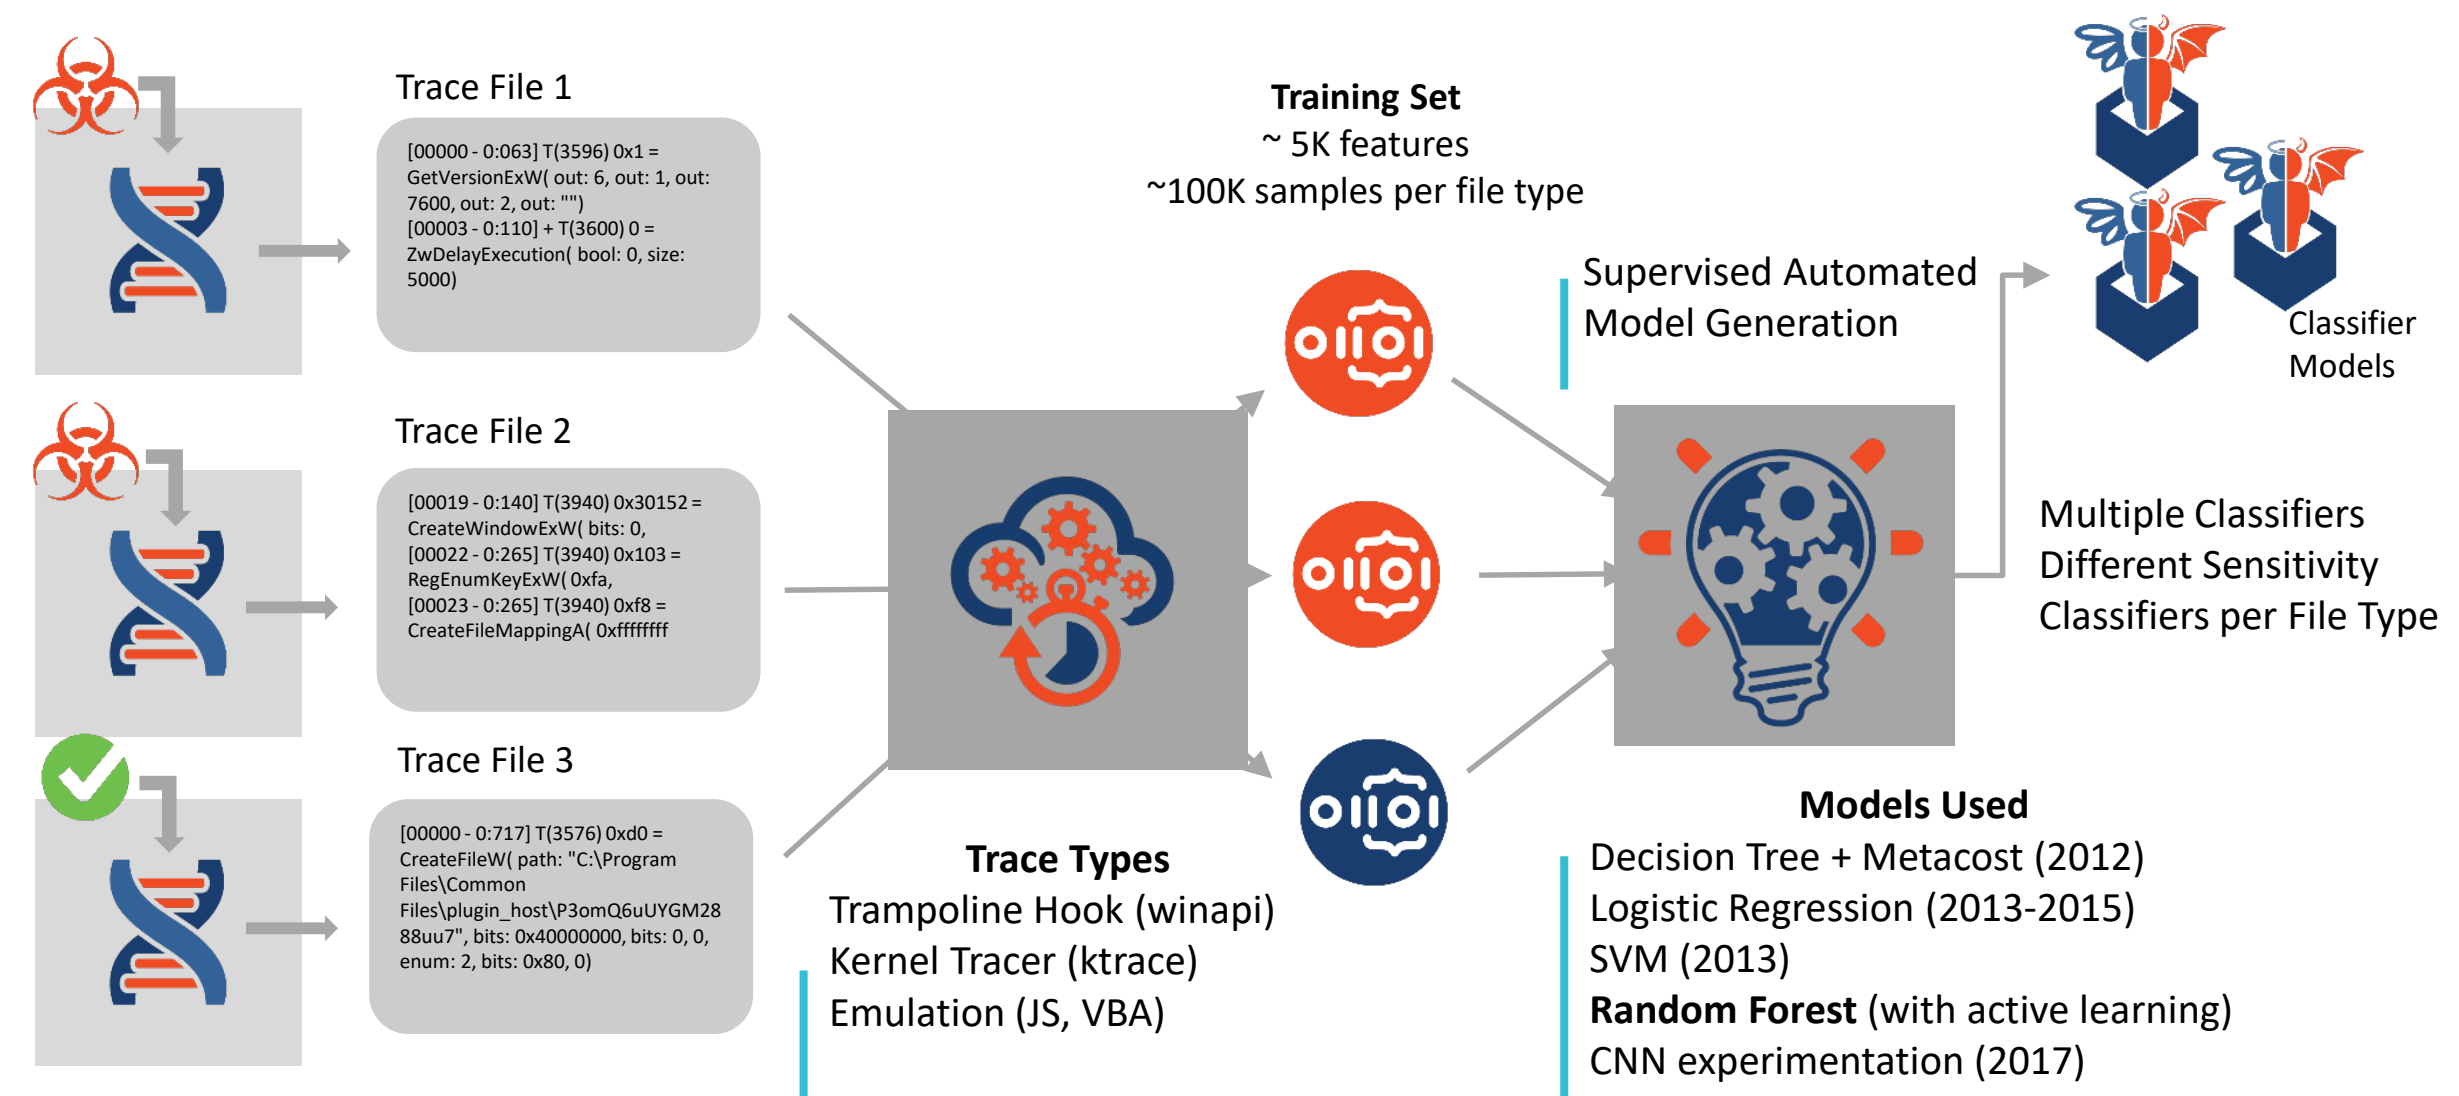 Trace File 1
[00000 - 0:063] T(3596) 0x1 =
GetVersionExW( out: 6, out: 1, out:
7600, out: 2, out: "")
[00003 - 0:110] + T(3600) 0 =
ZwDelayExecution( bool: 0, size:
5000)
Trace File 2
[00019 - 0:140] T(3940) 0x30152 =
CreateWindowExW( bits: 0,
[00022 - 0:265] T(3940) 0x103 =
RegEnumKeyExW( 0xfa,
[00023 - 0:265] T(3940) 0xf8 =
CreateFileMappingA( 0xffffffff
Trace File 3
[00000 - 0:717] T(3576) 0xd0 =
CreateFileW( path: "C:\Program
Files\Common
Files\plugin_host\P3omQ6uUYGM28
88uu7", bits: 0x40000000, bits: 0, 0,
enum: 2, bits: 0x80, 0)
Trace Types
Trampoline Hook (winapi)
Kernel Tracer (ktrace)
Emulation (JS, VBA)
Training Set
~ 5K features
~100K samples per file type
01101
01101
01101
Supervised Automated
Model Generation
Models Used
Decision Tree + Metacost (2012)
Logistic Regression (2013-2015)
SVM (2013)
Random Forest (with active learning)
CNN experimentation (2017)
Classifier
Models
Multiple Classifiers
Different Sensitivity
Classifiers per File Type